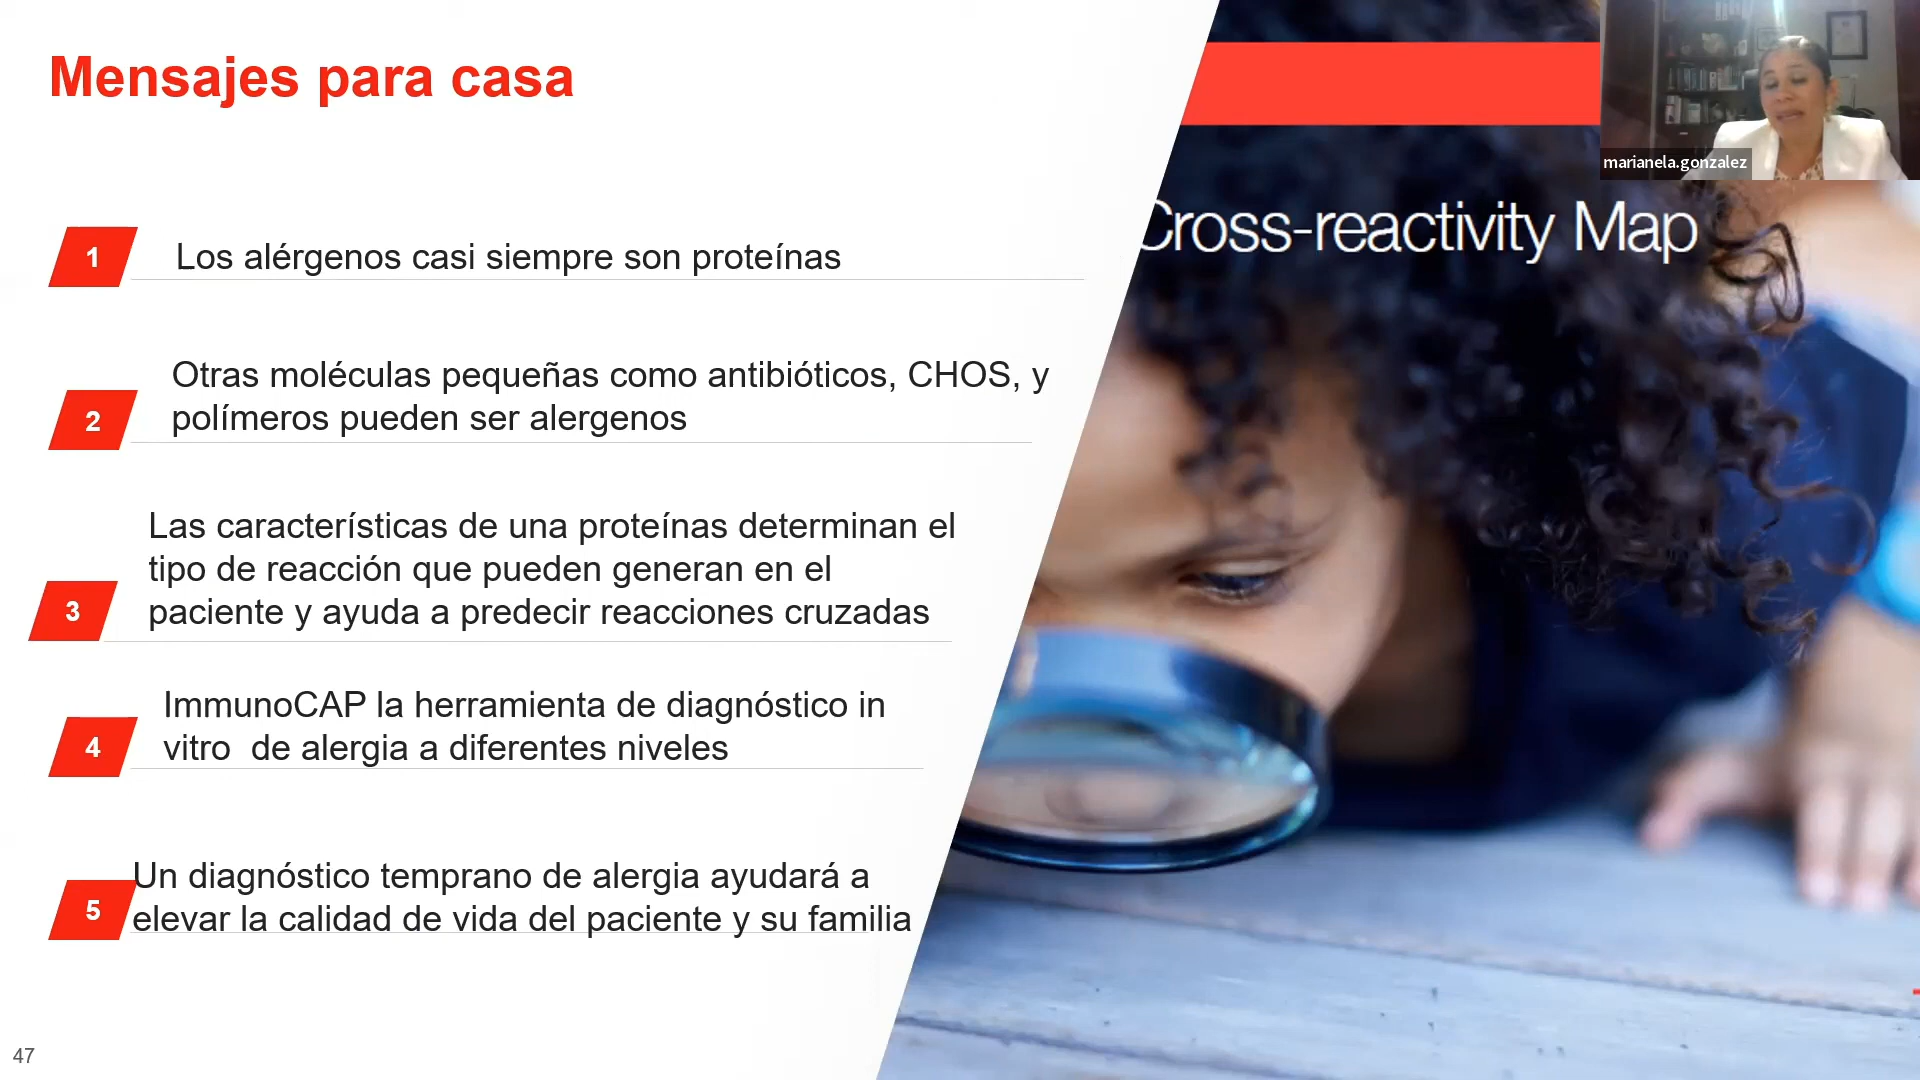 Mensajes para casa
1
Los alérgenos casi siempre son proteínas
2
Otras moléculas pequeñas como antibióticos, CHOS, y
polímeros pueden ser alergenos
3
Las características de una proteínas determinan el
tipo de reacción que pueden generan en el
paciente y ayuda a predecir reacciones cruzadas
4
ImmunoCAP la herramienta de diagnóstico in
vitro  de alergia a diferentes niveles
5
Un diagnóstico temprano de alergia ayudará a
elevar la calidad de vida del paciente y su familia
47
Cross-reactivity Map
marianela.gonzalez